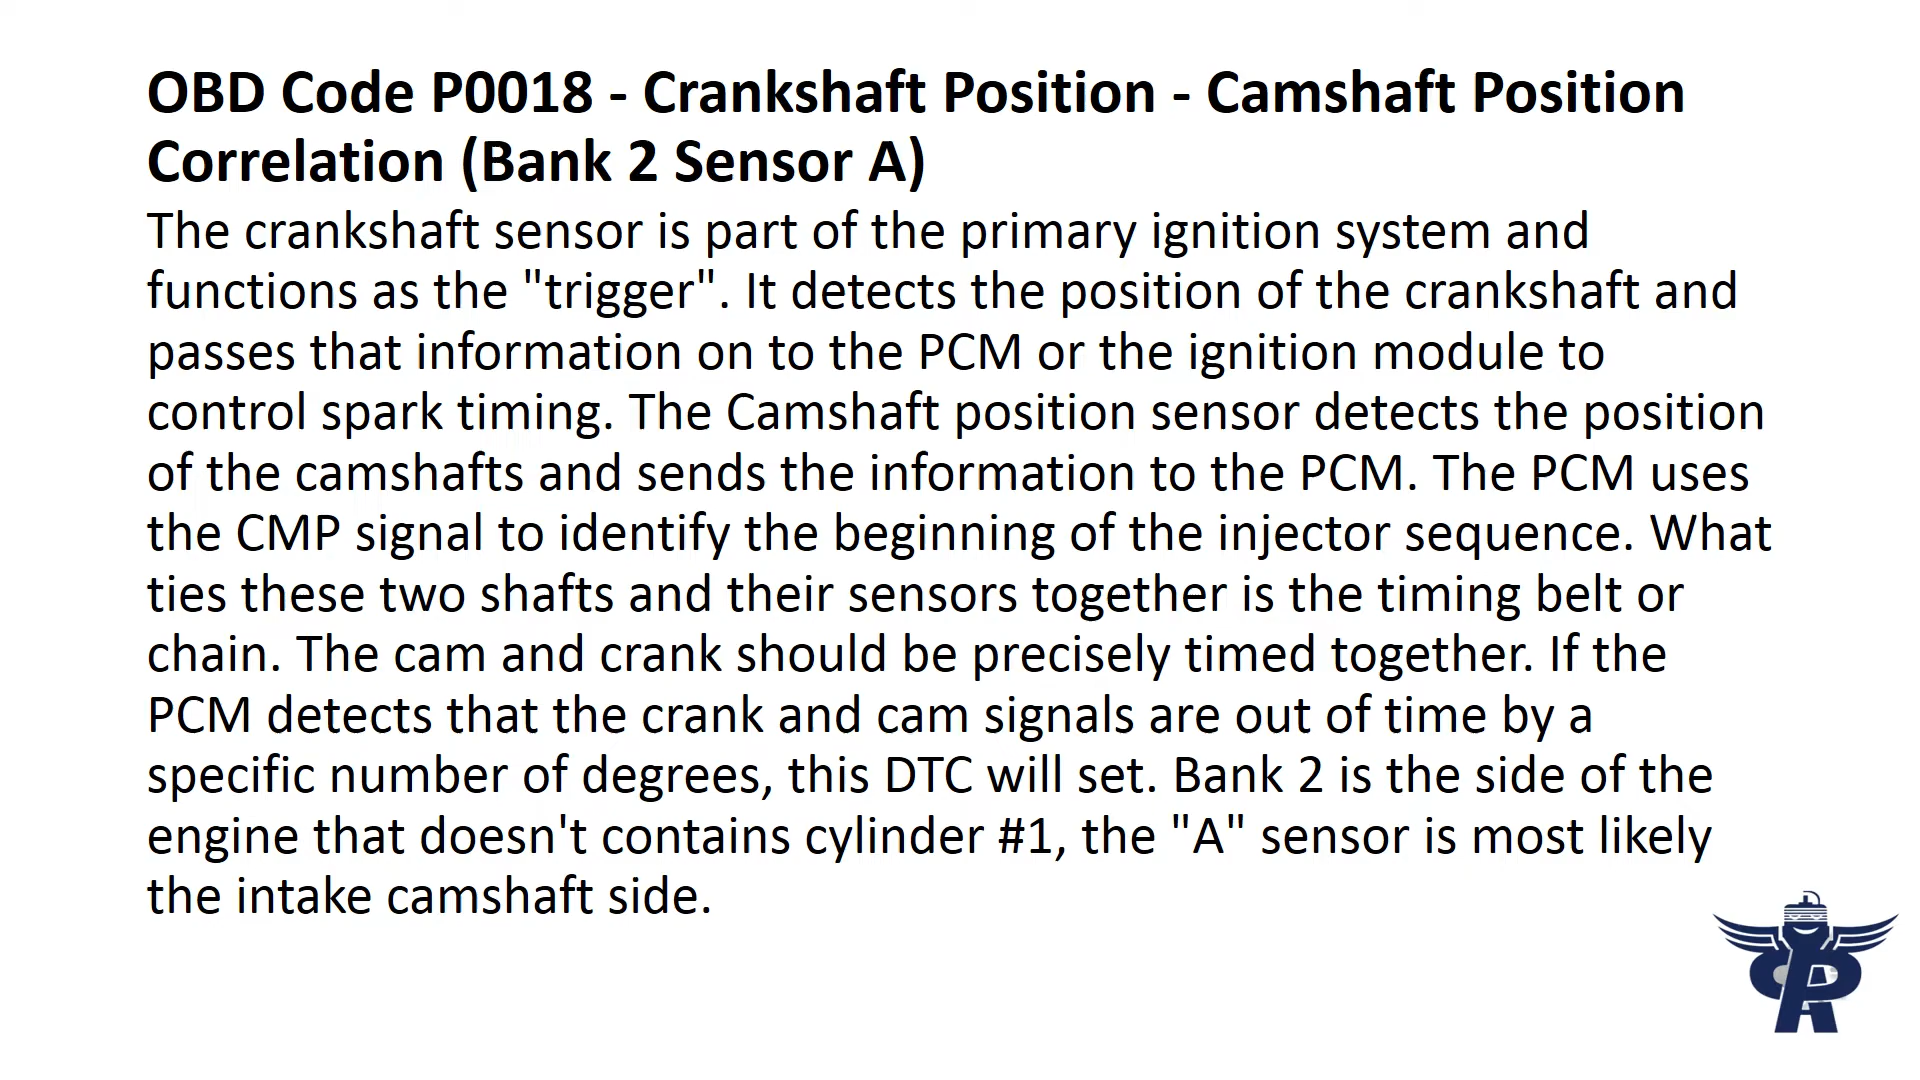 OBD Code P0018 - Crankshaft Position - Camshaft Position
Correlation (Bank 2 Sensor A)
The crankshaft sensor is part of the primary ignition system and
functions as the "trigger". It detects the position of the crankshaft and
passes that information on to the PCM or the ignition module to
control spark timing. The Camshaft position sensor detects the position
of the camshafts and sends the information to the PCM. The PCM uses
the CMP signal to identify the beginning of the injector sequence. What
ties these two shafts and their sensors together is the timing belt or
chain. The cam and crank should be precisely timed together. If the
PCM detects that the crank and cam signals are out of time by a
specific number of degrees, this DTC will set. Bank 2 is the side of the
engine that doesn't contains cylinder #1, the "A" sensor is most likely
the intake camshaft side.